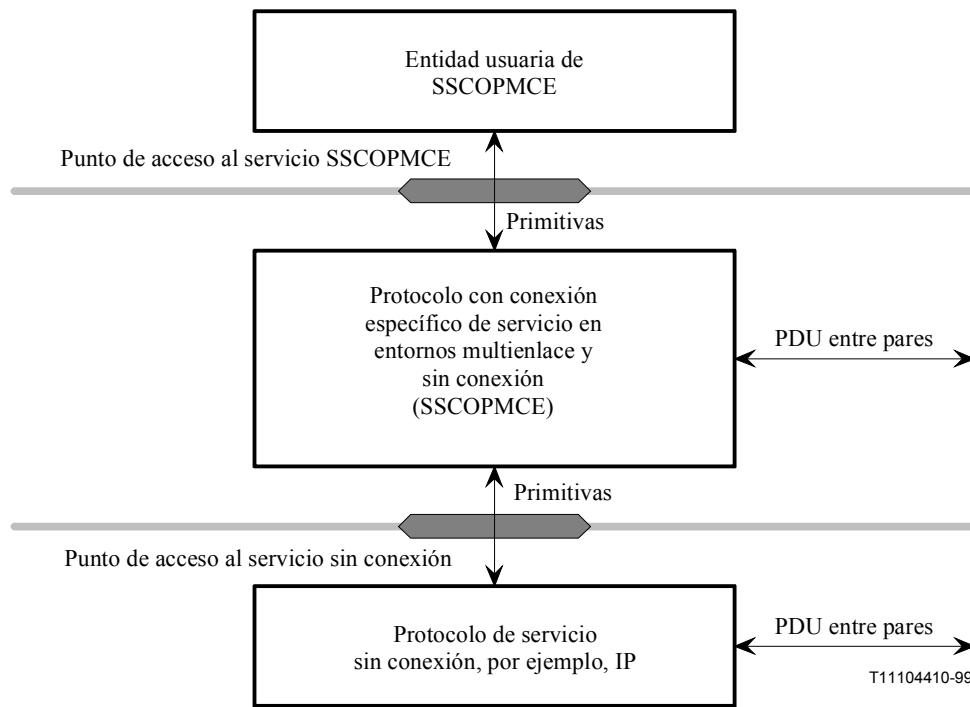 Entidad usuaria de
SSCOPMCE
Punto de acceso al servicio SSCOPMCE
Primitivas
Protocolo con conexión
específico de servicio en
entornos multienlace y
sin conexión
(SSCOPMCE)
PDU entre pares
Primitivas
Punto de acceso al servicio sin conexión
Protocolo de servicio
sin conexión, por ejemplo, IP
PDU entre pares
T11104410-99